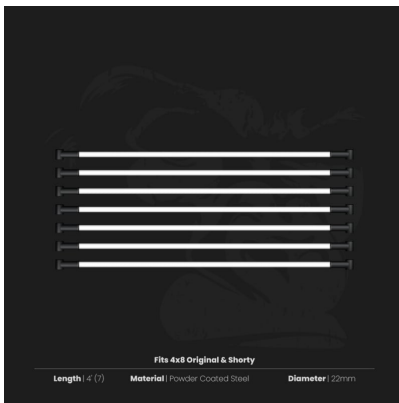 Fits 4x8 Original & Shorty
Length | 4' (7) Material | Powder Coated Steel Diameter | 22mm